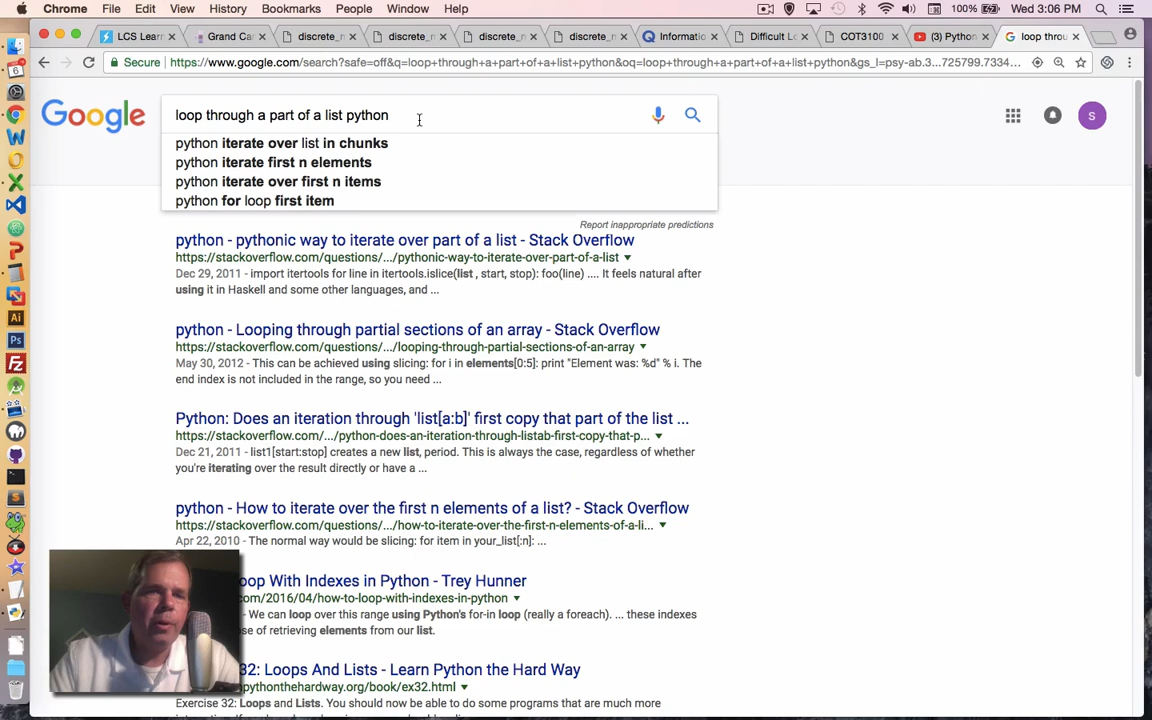 Chrome File Edit View History Bookmarks People Window Help 100% Wed 3:06 PM
LCS Lear × Grand Ca × discrete_n × discrete_n × discrete_n × discrete_n × Informatio × Difficult Lo × COT3100 × (3) Python × loop throu ×
Secure https://www.google.com/search?safe=off&q=loop+through+a+part+of+a+list+python&oq=loop+through+a+part+of+a+list+python&gs_l=psy-ab.3...725799.7334...
Google
loop through a part of a list python
S
python iterate over list in chunks
python iterate first n elements
python iterate over first n items
python for loop first item
Report inappropriate predictions
python - pythonic way to iterate over part of a list - Stack Overflow
https://stackoverflow.com/questions/.../pythonic-way-to-iterate-over-part-of-a-list
Dec 29, 2011 - import itertools for line in itertools.islice(list , start, stop): foo(line) .... It feels natural after
using it in Haskell and some other languages, and ...
python - Looping through partial sections of an array - Stack Overflow
https://stackoverflow.com/questions/.../looping-through-partial-sections-of-an-array
May 30, 2012 - This can be achieved using slicing: for i in elements[0:5]: print "Element was: %d" % i. The
end index is not included in the range, so you need ...
Python: Does an iteration through 'list[a:b]' first copy that part of the list ...
https://stackoverflow.com/.../python-does-an-iteration-through-listab-first-copy-that-p...
Dec 21, 2011 - list1[start:stop] creates a new list, period. This is always the case, regardless of whether
you're iterating over the result directly or have a ...
python - How to iterate over the first n elements of a list? - Stack Overflow
https://stackoverflow.com/questions/.../how-to-iterate-over-the-first-n-elements-of-a-li...
Apr 22, 2010 - The normal way would be slicing: for item in your_list[:n]: ...
oop With Indexes in Python - Trey Hunner
com/2016/04/how-to-loop-with-indexes-in-python
- We can loop over this range using Python's for-in loop (really a foreach). ... these indexes
ose of retrieving elements from our list.
32: Loops And Lists - Learn Python the Hard Way
pythonthehardway.org/book/ex32.html
Exercise 32: Loops and Lists. You should now be able to do some programs that are much more